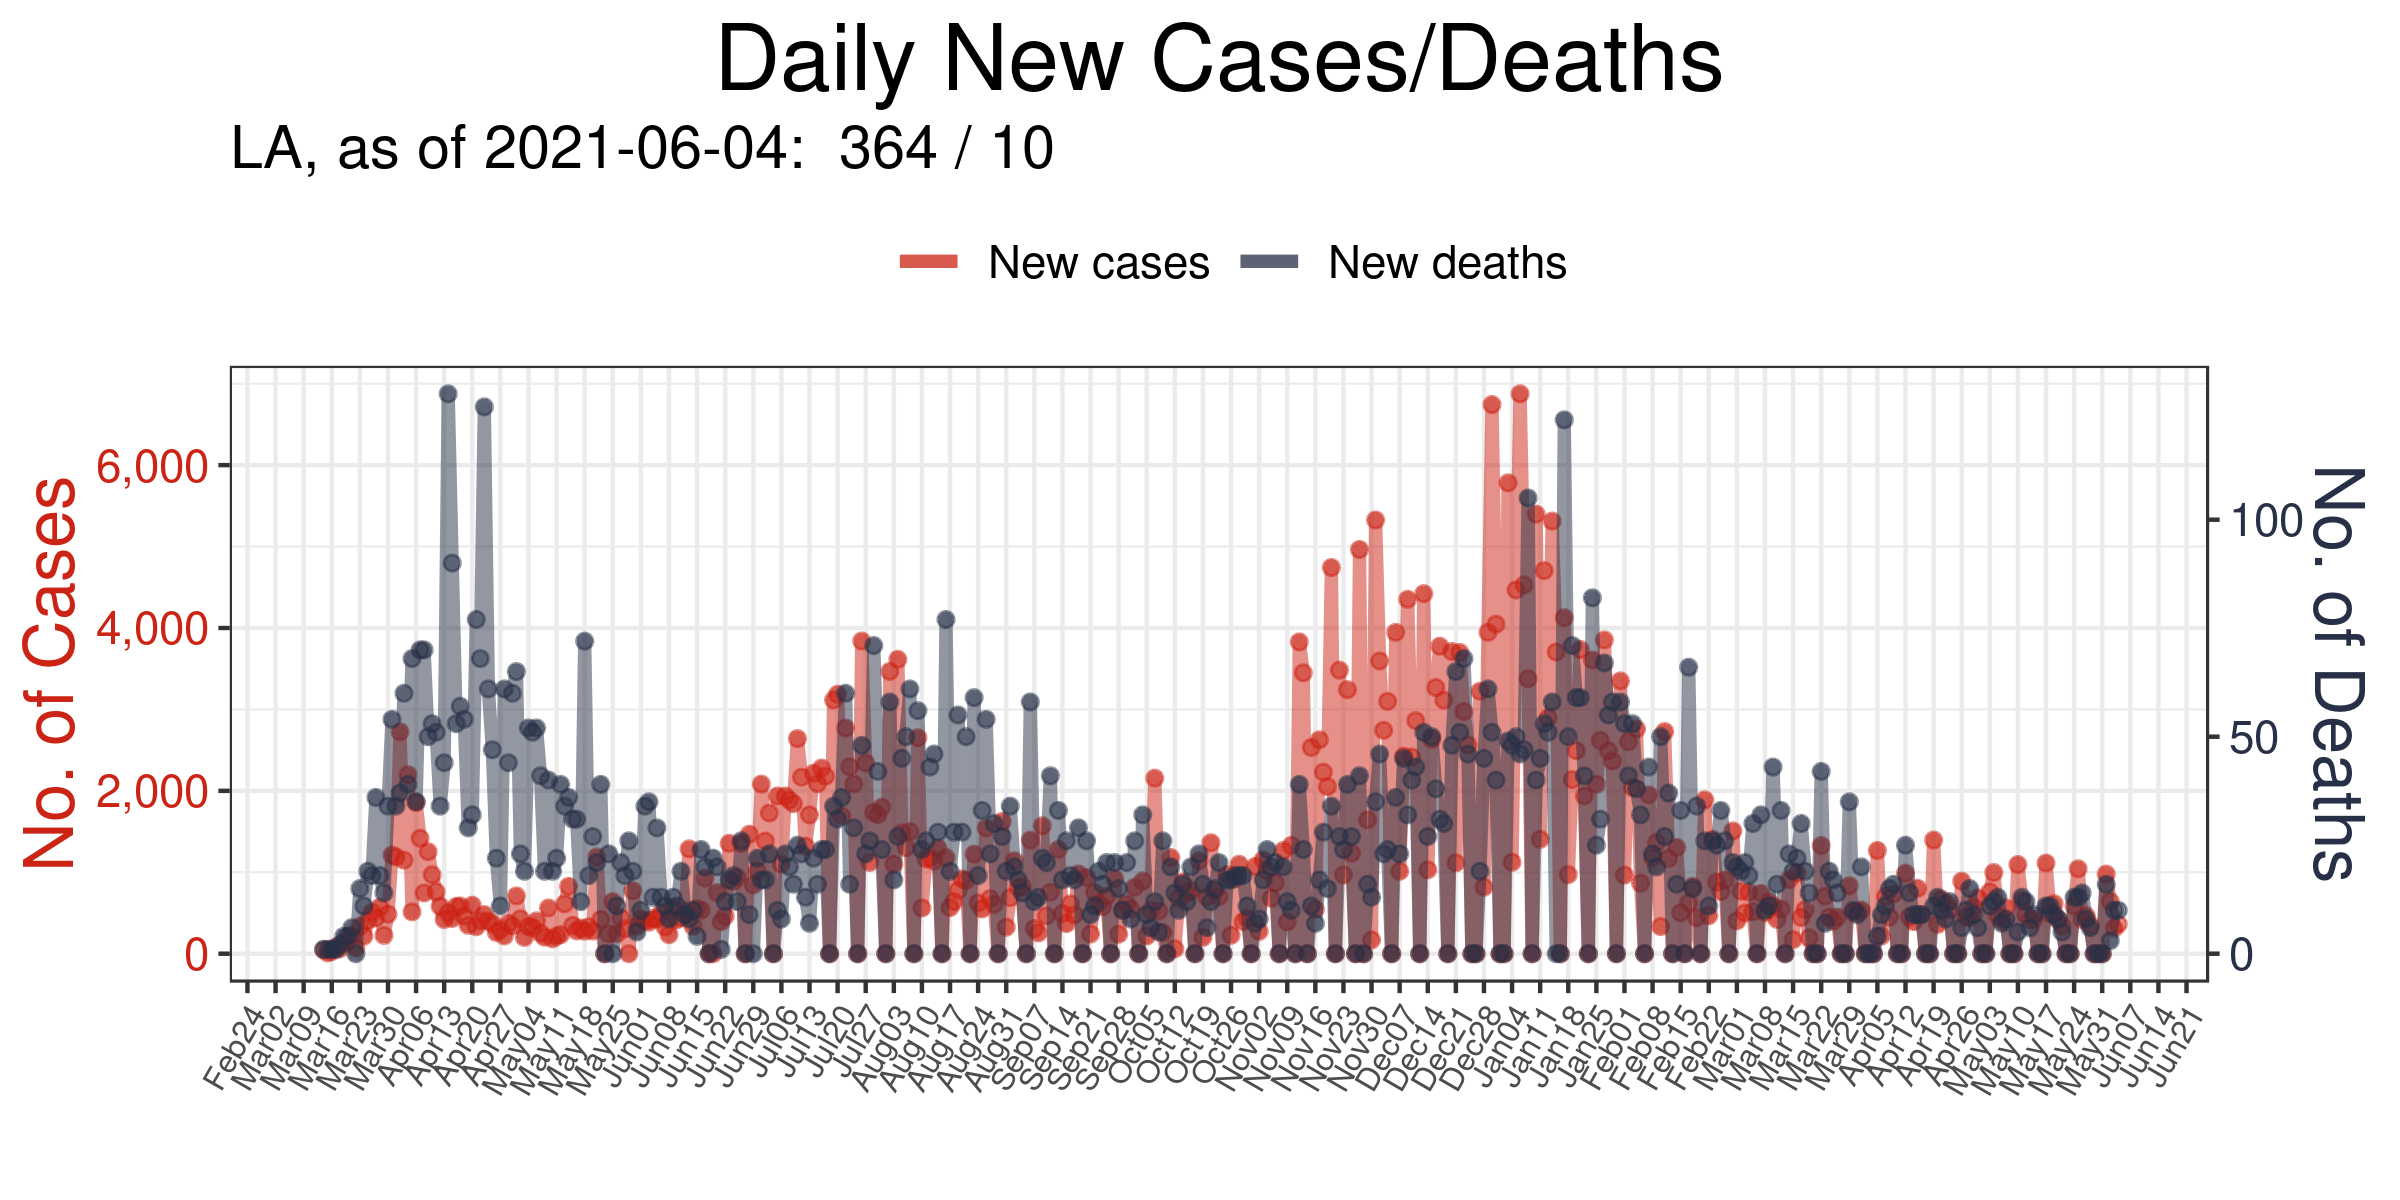 Daily New Cases/Deaths
LA, as of 2021-06-04:  364 / 10
New cases
New deaths
No. of Cases
6,000
4,000
2,000
0
100
50
0
No. of Deaths
Feb24
Mar02
Mar09
Mar16
Mar23
Mar30
Apr06
Apr13
Apr20
Apr27
May04
May11
May18
May25
Jun01
Jun08
Jun15
Jun22
Jun29
Jul06
Jul13
Jul20
Jul27
Aug03
Aug10
Aug17
Aug24
Aug31
Sep07
Sep14
Sep21
Sep28
Oct05
Oct12
Oct19
Oct26
Nov02
Nov09
Nov16
Nov23
Nov30
Dec07
Dec14
Dec21
Dec28
Jan04
Jan11
Jan18
Jan25
Feb01
Feb08
Feb15
Feb22
Mar01
Mar08
Mar15
Mar22
Mar29
Apr05
Apr12
Apr19
Apr26
May03
May10
May17
May24
May31
Jun07
Jun14
Jun21